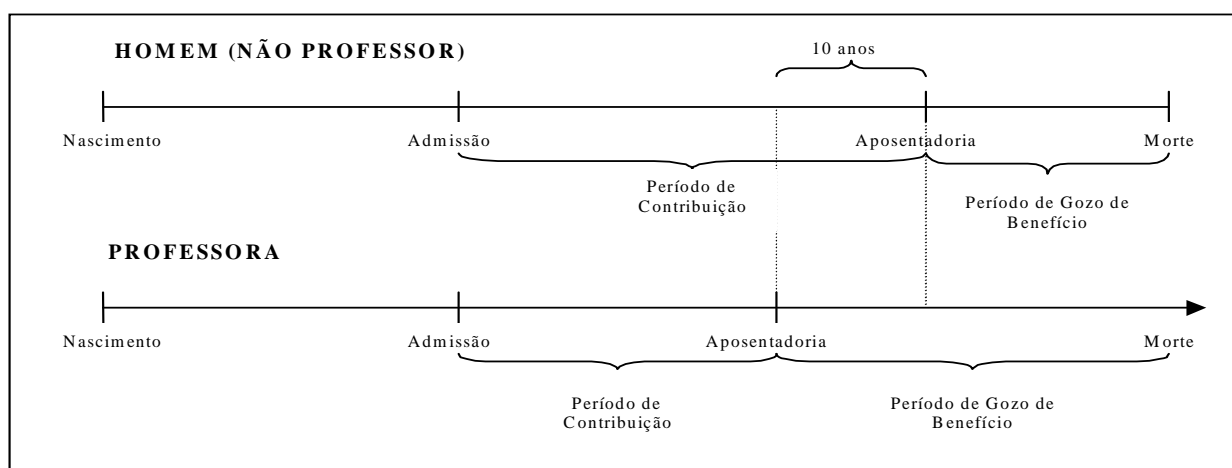 HOMEM (NÃO PROFESSOR)
10 anos
Nascimento
Admissão
Aposentadoria
Morte
Período de
Contribuição
Período de Gozo de
Benefício
PROFESSORA
Nascimento
Admissão
Aposentadoria
Morte
Período de
Contribuição
Período de Gozo de
Benefício